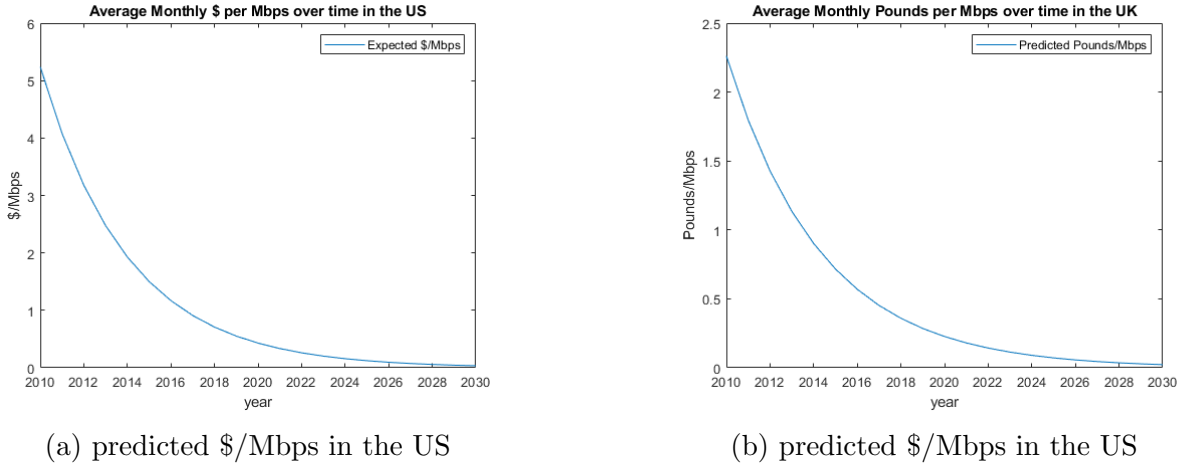 Average Monthly $ per Mbps over time in the US
Expected $/Mbps
6
5
4
3
2
1
0
$/Mbps
2010 2012 2014 2016 2018 2020 2022 2024 2026 2028 2030
year
(a) predicted $/Mbps in the US
Average Monthly Pounds per Mbps over time in the UK
Predicted Pounds/Mbps
2.5
2
1.5
1
0.5
0
Pounds/Mbps
2010 2012 2014 2016 2018 2020 2022 2024 2026 2028 2030
year
(b) predicted $/Mbps in the US